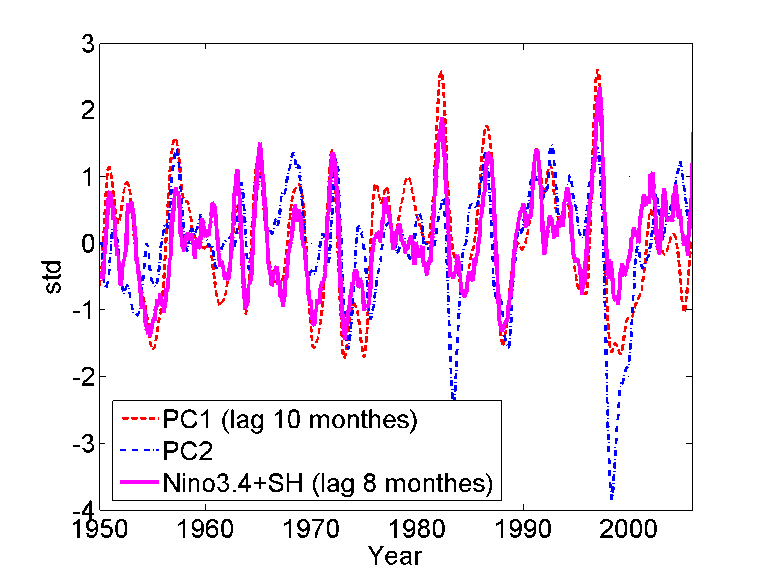 3
2
1
0
-1
-2
-3
-4
std
PC1 (lag 10 monthes)
PC2
Nino3.4+SH (lag 8 monthes)
1950 1960 1970 1980 1990 2000
Year